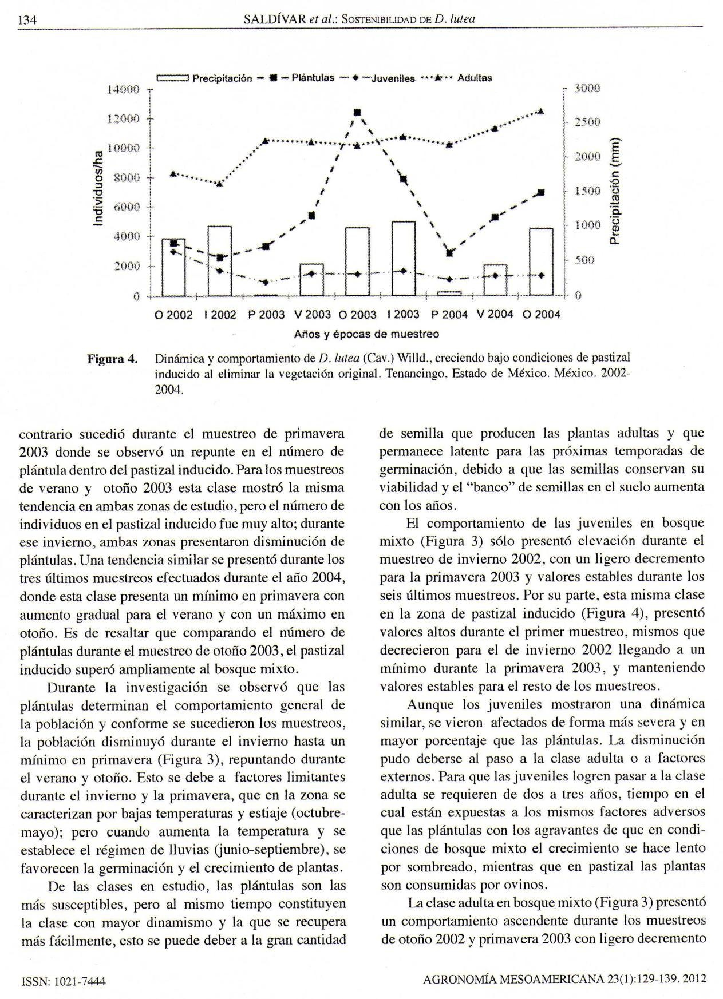 134
SALDÍVAR et al.: SOSTENIBILIDAD DE D. lutea
Precipitación Plántulas Juveniles Adultas
14000
12000
10000
8000
6000
4000
2000
0
Individuos/ha
3000
2500
2000
1500
1000
500
0
Precipitación (mm)
O 2002 I 2002 P 2003 V 2003 O 2003 I 2003 P 2004 V 2004 O 2004
Años y épocas de muestreo
Figura 4. Dinámica y comportamiento de D. lutea (Cav.) Willd., creciendo bajo condiciones de pastizal
inducido al eliminar la vegetación original. Tenancingo, Estado de México. México. 2002-
2004.
contrario sucedió durante el muestreo de primavera
2003 donde se observó un repunte en el número de
plántula dentro del pastizal inducido. Para los muestreos
de verano y otoño 2003 esta clase mostró la misma
tendencia en ambas zonas de estudio, pero el número de
individuos en el pastizal inducido fue muy alto; durante
ese invierno, ambas zonas presentaron disminución de
plántulas. Una tendencia similar se presentó durante los
tres últimos muestreos efectuados durante el año 2004,
donde esta clase presenta un mínimo en primavera con
aumento gradual para el verano y con un máximo en
otoño. Es de resaltar que comparando el número de
plántulas durante el muestreo de otoño 2003, el pastizal
inducido superó ampliamente al bosque mixto.
Durante la investigación se observó que las
plántulas determinan el comportamiento general de
la población y conforme se sucedieron los muestreos,
la población disminuyó durante el invierno hasta un
mínimo en primavera (Figura 3), repuntando durante
el verano y otoño. Esto se debe a factores limitantes
durante el invierno y la primavera, que en la zona se
caracterizan por bajas temperaturas y estiaje (octubre-
mayo); pero cuando aumenta la temperatura y se
establece el régimen de lluvias (junio-septiembre), se
favorecen la germinación y el crecimiento de plantas.
De las clases en estudio, las plántulas son las
más susceptibles, pero al mismo tiempo constituyen
la clase con mayor dinamismo y la que se recupera
más fácilmente, esto se puede deber a la gran cantidad
de semilla que producen las plantas adultas y que
permanece latente para las próximas temporadas de
germinación, debido a que las semillas conservan su
viabilidad y el “banco” de semillas en el suelo aumenta
con los años.
El comportamiento de las juveniles en bosque
mixto (Figura 3) sólo presentó elevación durante el
muestreo de invierno 2002, con un ligero decremento
para la primavera 2003 y valores estables durante los
seis últimos muestreos. Por su parte, esta misma clase
en la zona de pastizal inducido (Figura 4), presentó
valores altos durante el primer muestreo, mismos que
decrecieron para el de invierno 2002 llegando a un
mínimo durante la primavera 2003, y manteniendo
valores estables para el resto de los muestreos.
Aunque los juveniles mostraron una dinámica
similar, se vieron afectados de forma más severa y en
mayor porcentaje que las plántulas. La disminución
pudo deberse al paso a la clase adulta o a factores
externos. Para que las juveniles logren pasar a la clase
adulta se requieren de dos a tres años, tiempo en el
cual están expuestas a los mismos factores adversos
que las plántulas con los agravantes de que en condi-
ciones de bosque mixto el crecimiento se hace lento
por sombreado, mientras que en pastizal las plantas
son consumidas por ovinos.
La clase adulta en bosque mixto (Figura 3) presentó
un comportamiento ascendente durante los muestreos
de otoño 2002 y primavera 2003 con ligero decremento
ISSN: 1021-7444
AGRONOMÍA MESOAMERICANA 23(1):129-139. 2012